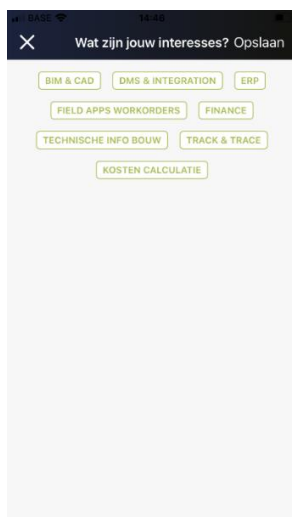 BASE 14:46
Wat zijn jouw interesses? Opslaan
BIM & CAD DMS & INTEGRATION ERP
FIELD APPS WORKORDERS FINANCE
TECHNISCHE INFO BOUW TRACK & TRACE
KOSTEN CALCULATIE